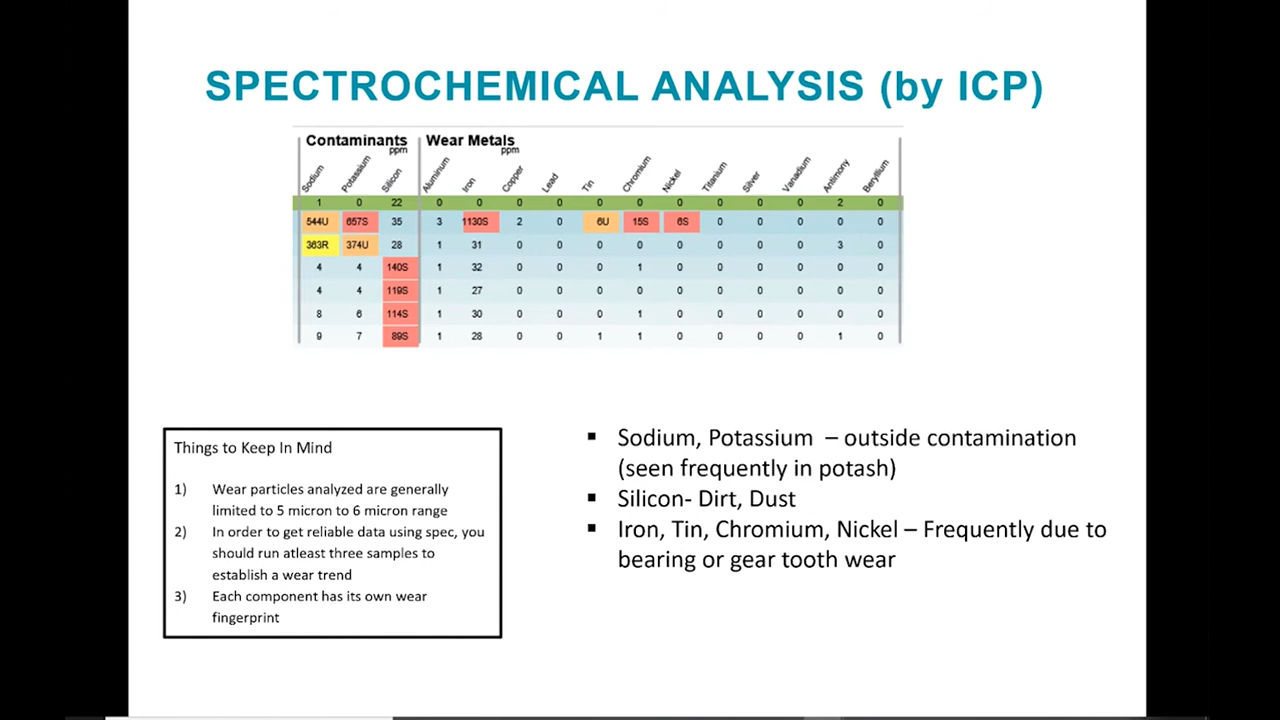 SPECTROCHEMICAL ANALYSIS (by ICP)
Contaminants Wear Metals
ppm ppm
Sodium Potassium Silicon Aluminum Iron Copper Lead Tin Chromium Nickel Titanium Silver Vanadium Antimony Beryllium
1 0 22 0 0 0 0 0 0 0 0 0 0 2 0
544U 657S 35 3 1130S 2 0 6U 15S 6S 0 0 0 0 0
363R 374U 28 1 31 0 0 0 0 0 0 0 0 3 0
4 4 140S 1 32 0 0 0 1 0 0 0 0 0 0
4 4 119S 1 27 0 0 0 0 0 0 0 0 0 0
8 6 114S 1 30 0 0 0 1 0 0 0 0 0 0
9 7 89S 1 28 0 0 1 1 0 0 0 0 1 0
Things to Keep In Mind
1) Wear particles analyzed are generally
limited to 5 micron to 6 micron range
2) In order to get reliable data using spec, you
should run atleast three samples to
establish a wear trend
3) Each component has its own wear
fingerprint
▪ Sodium, Potassium – outside contamination
(seen frequently in potash)
▪ Silicon- Dirt, Dust
▪ Iron, Tin, Chromium, Nickel – Frequently due to
bearing or gear tooth wear